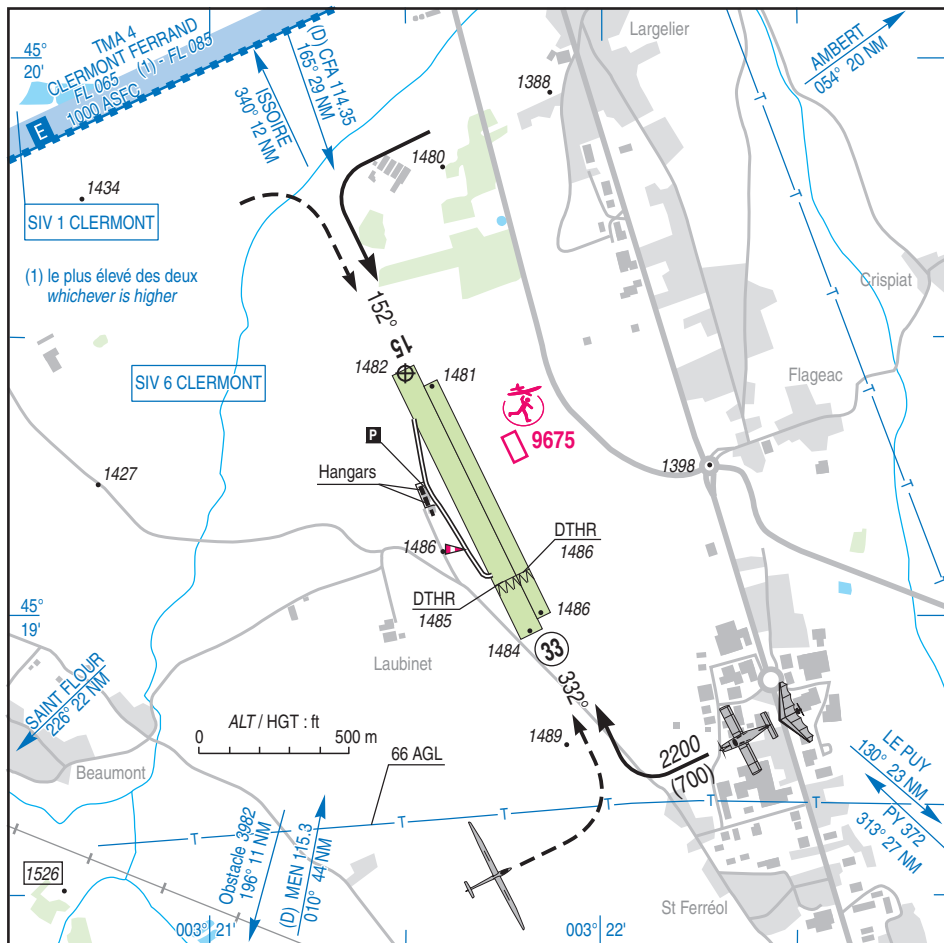 45°
20'
TMA 4
CLERMONT FERRAND
FL 065 (1) - FL 085
1000 ASFC
E
(D) CFA 114.35
165° 29 NM
ISSOIRE
340° 12 NM
Largelier
1388
AMBERT
054° 20 NM
T
1480
1434
SIV 1 CLERMONT
(1) le plus élevé des deux
whichever is higher
Crispiat
152°
15
1482
1481
SIV 6 CLERMONT
T
Flageac
9675
P
1427
Hangars
1398
T
1486
DTHR
1486
T
DTHR
1485
1486
45°
19'
1484
33
Laubinet
332°
SAINT FLOUR
226° 22 NM
ALT / HGT : ft
0 500 m
1489
66 AGL
2200
(700)
Beaumont
LE PUY
130° 23 NM
PY 372
313° 27 NM
T
T
T
T
T
T
Obstacle 3982
196° 11 NM
(D) MEN 115.3
010° 44 NM
1526
St Ferréol
003° 21'
003° 22'